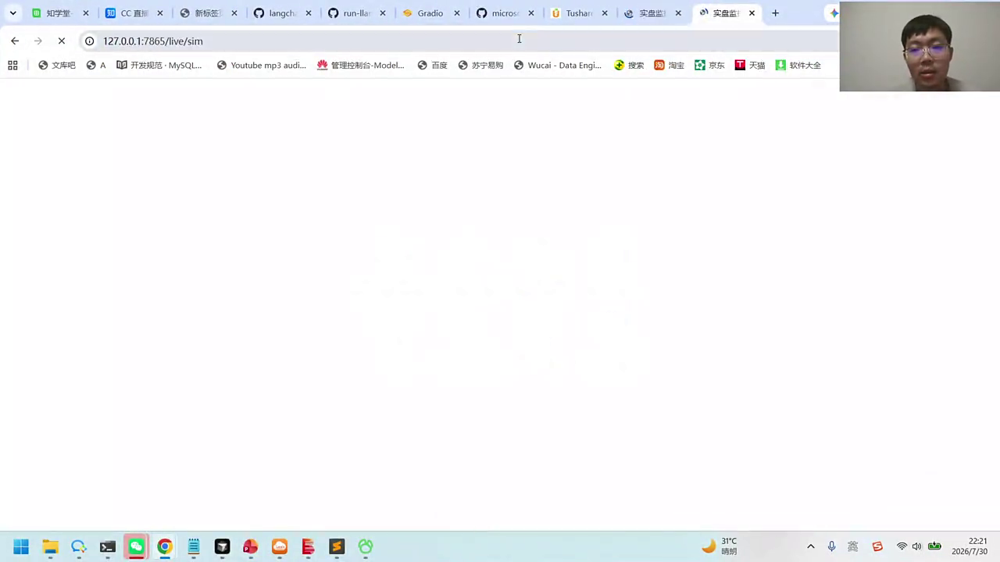 知学堂
CC 直播
新标签页
langcha
run-llar
Gradio
micros
Tushar
实盘监
实盘监
127.0.0.1:7865/live/sim
文库吧
A
开发规范 · MySQL...
Youtube mp3 audi...
管理控制台-Model...
百度
苏宁易购
Wucai - Data Engi...
搜索
淘宝
京东
天猫
软件大全
31°C
晴朗
英
22:21
2026/7/30